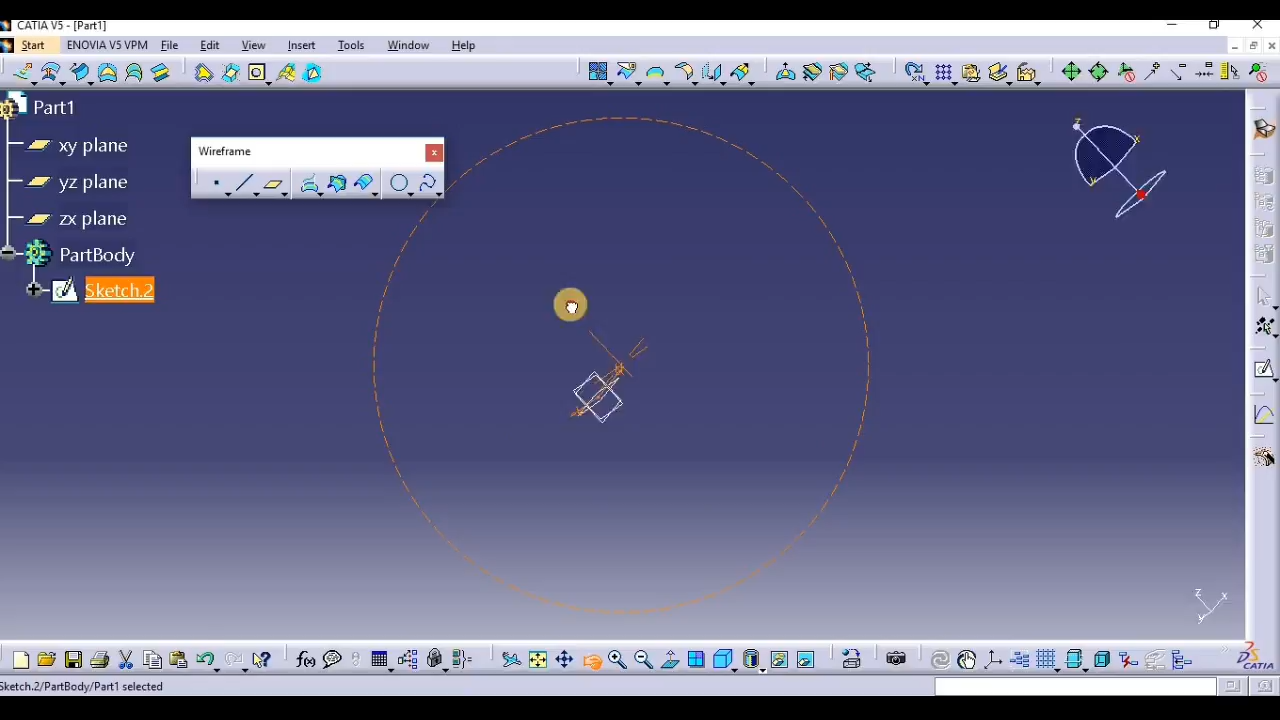 CATIA V5 - [Part1]
Start ENOVIA V5 VPM File Edit View Insert Tools Window Help
Part1
xy plane
yz plane
zx plane
PartBody
Sketch.2
Wireframe
z
x
y
z
x
y
f(x)
CATIA
Sketch.2/PartBody/Part1 selected